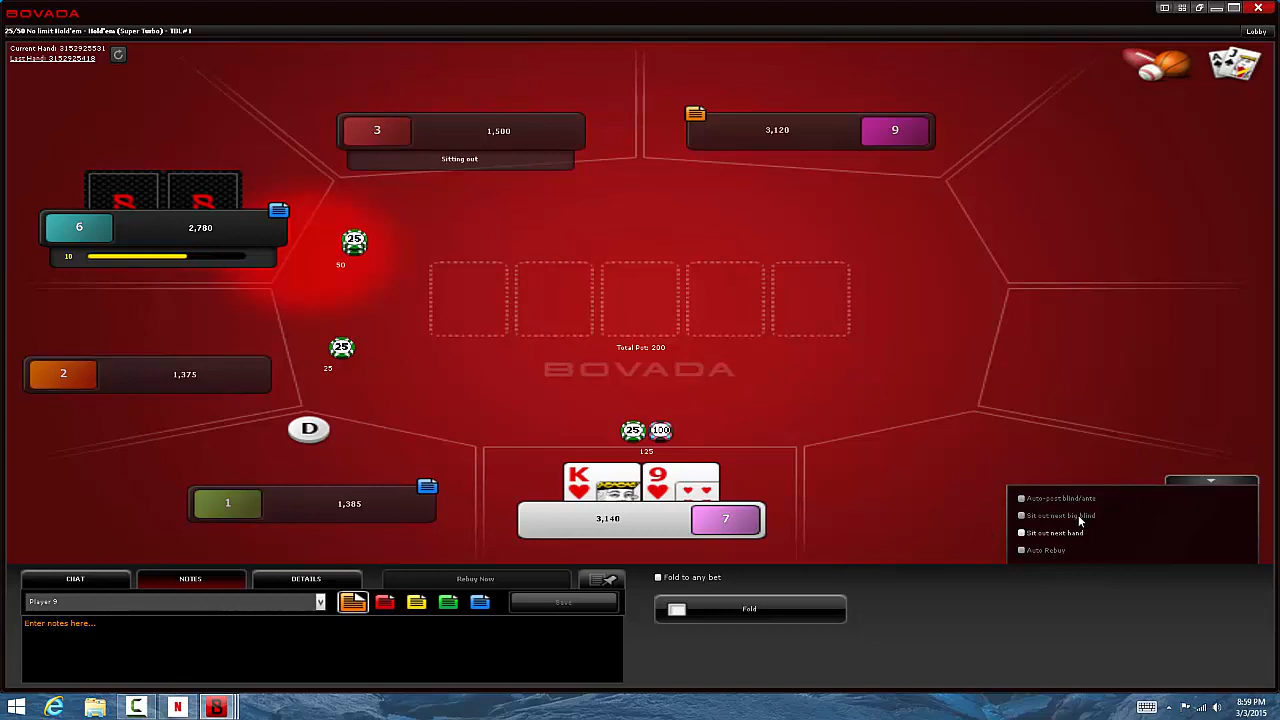 BOVADA
25/50 No limit Hold'em - Hold'em (Super Turbo) - TBL#1
Lobby
Current Hand: 3152925531
Last Hand: 3152925418
3
1,500
Sitting out
3,120
9
6
2,780
10
25
50
25
25
2
1,375
Total Pot: 200
BOVADA
D
25
100
125
1
1,385
K
9
3,140
7
Auto-post blind/ante
Sit out next big blind
Sit out next hand
Auto Rebuy
CHAT
NOTES
DETAILS
Rebuy Now
Fold to any bet
Player 9
Save
Fold
Enter notes here...
8:59 PM
3/3/2015